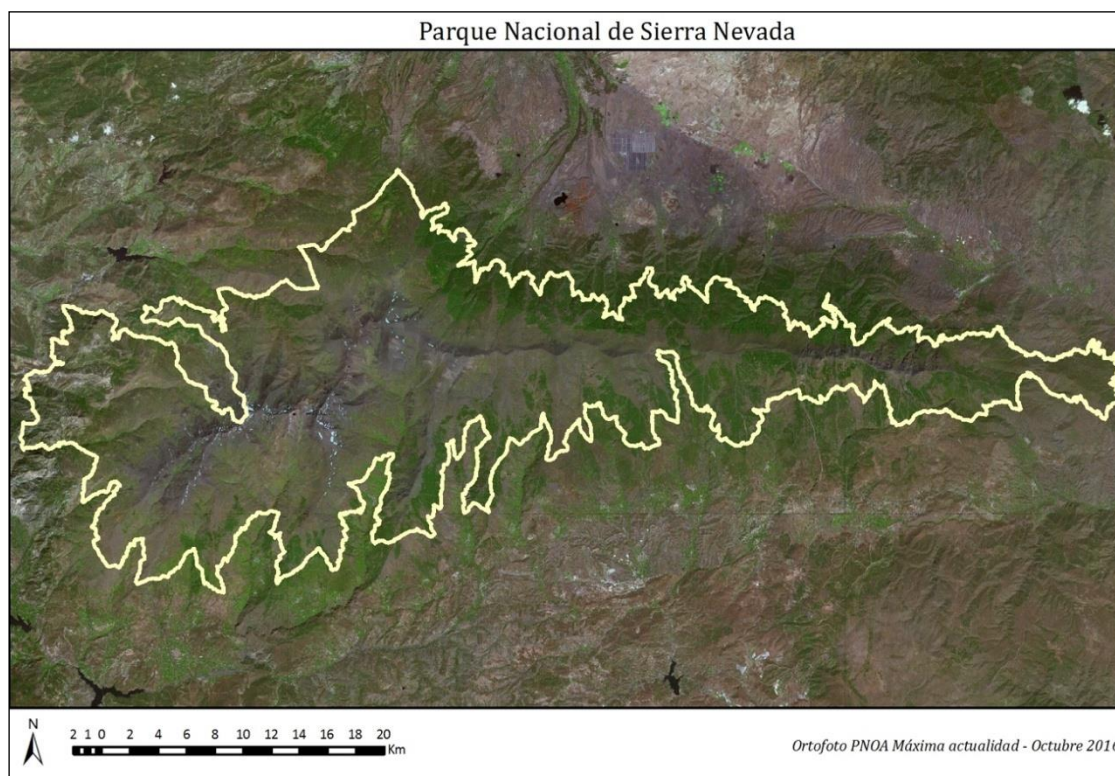 Parque Nacional de Sierra Nevada
N
2 1 0 2 4 6 8 10 12 14 16 18 20
Km
Ortofoto PNOA Máxima actualidad - Octubre 2016